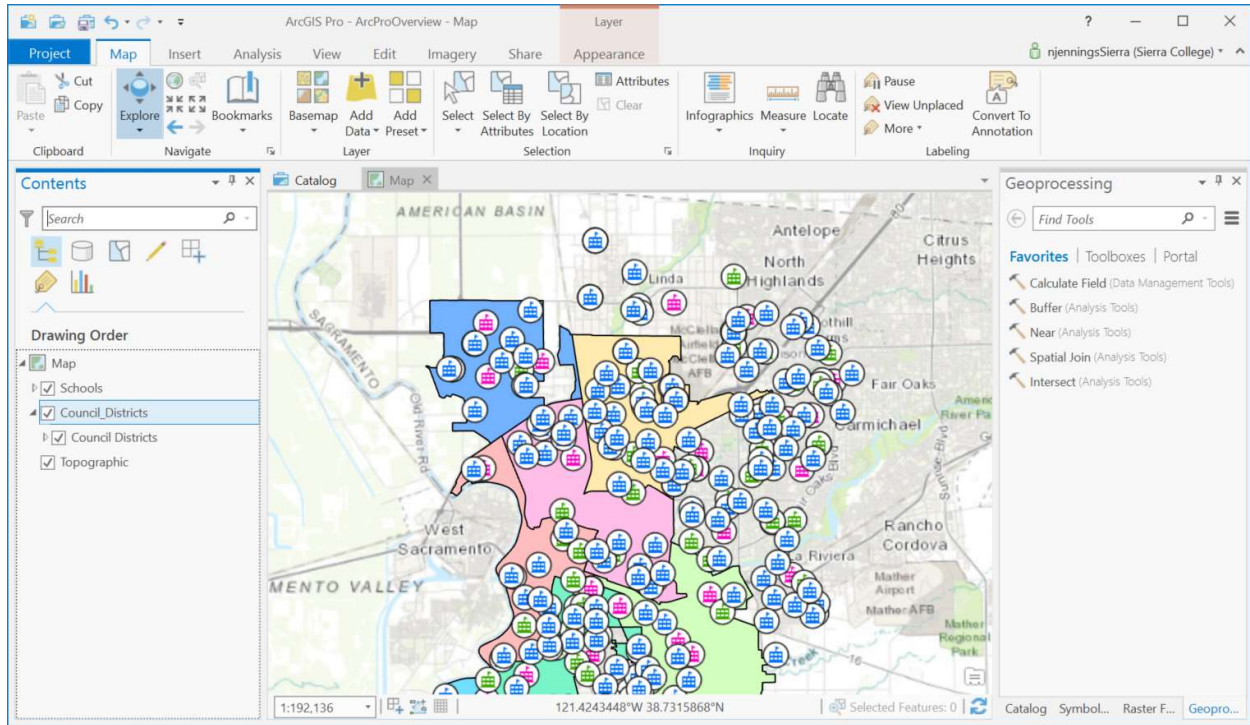 ArcGIS Pro - ArcProOverview - Map
Layer
?
Project
Map
Insert
Analysis
View
Edit
Imagery
Share
Appearance
njenningsSierra (Sierra College)
Paste
Cut
Copy
Clipboard
Explore
Bookmarks
Navigate
Basemap
Add Data
Add Preset
Layer
Select
Select By Attributes
Select By Location
Attributes
Clear
Selection
Infographics
Measure
Locate
Inquiry
Pause
View Unplaced
More
Convert To Annotation
Labeling
Contents
Search
Drawing Order
Map
Schools
Council_Districts
Council Districts
Topographic
Catalog
Map
AMERICAN BASIN
Antelope
Citrus
Heights
North
Highlands
Linda
80
SACRAMENTO
Old River Rd
AFB
Fair Oaks
Carmichael
West
Sacramento
Rancho
Cordova
La Riviera
Mather
Airport
Mather AFB
Mather
Regional
Park
MENTO VALLEY
Creek
16
1:192,136
121.4243448°W 38.7315868°N
Selected Features: 0
Geoprocessing
Find Tools
Favorites
Toolboxes
Portal
Calculate Field (Data Management Tools)
Buffer (Analysis Tools)
Near (Analysis Tools)
Spatial Join (Analysis Tools)
Intersect (Analysis Tools)
Catalog
Symbol...
Raster F...
Geopro...